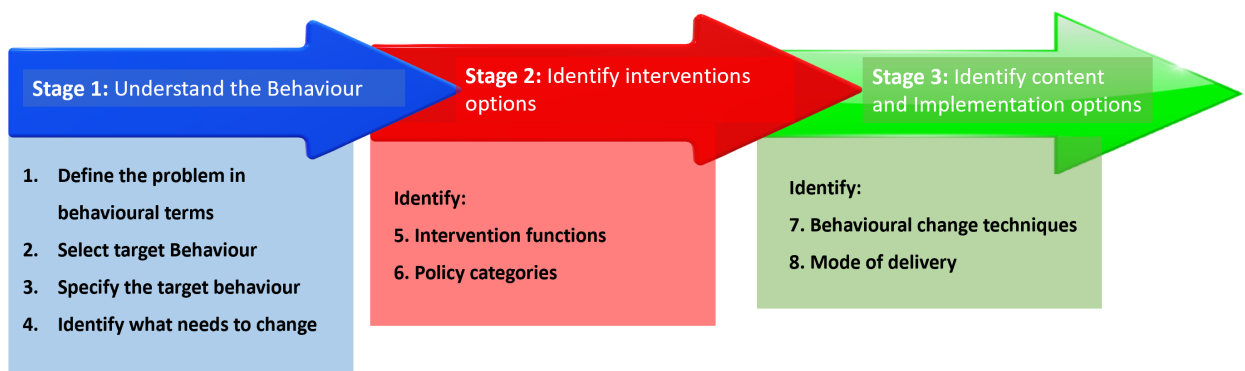 Stage 1: Understand the Behaviour
1. Define the problem in
behavioural terms
2. Select target Behaviour
3. Specify the target behaviour
4. Identify what needs to change
Stage 2: Identify interventions
options
Identify:
5. Intervention functions
6. Policy categories
Stage 3: Identify content
and Implementation options
Identify:
7. Behavioural change techniques
8. Mode of delivery